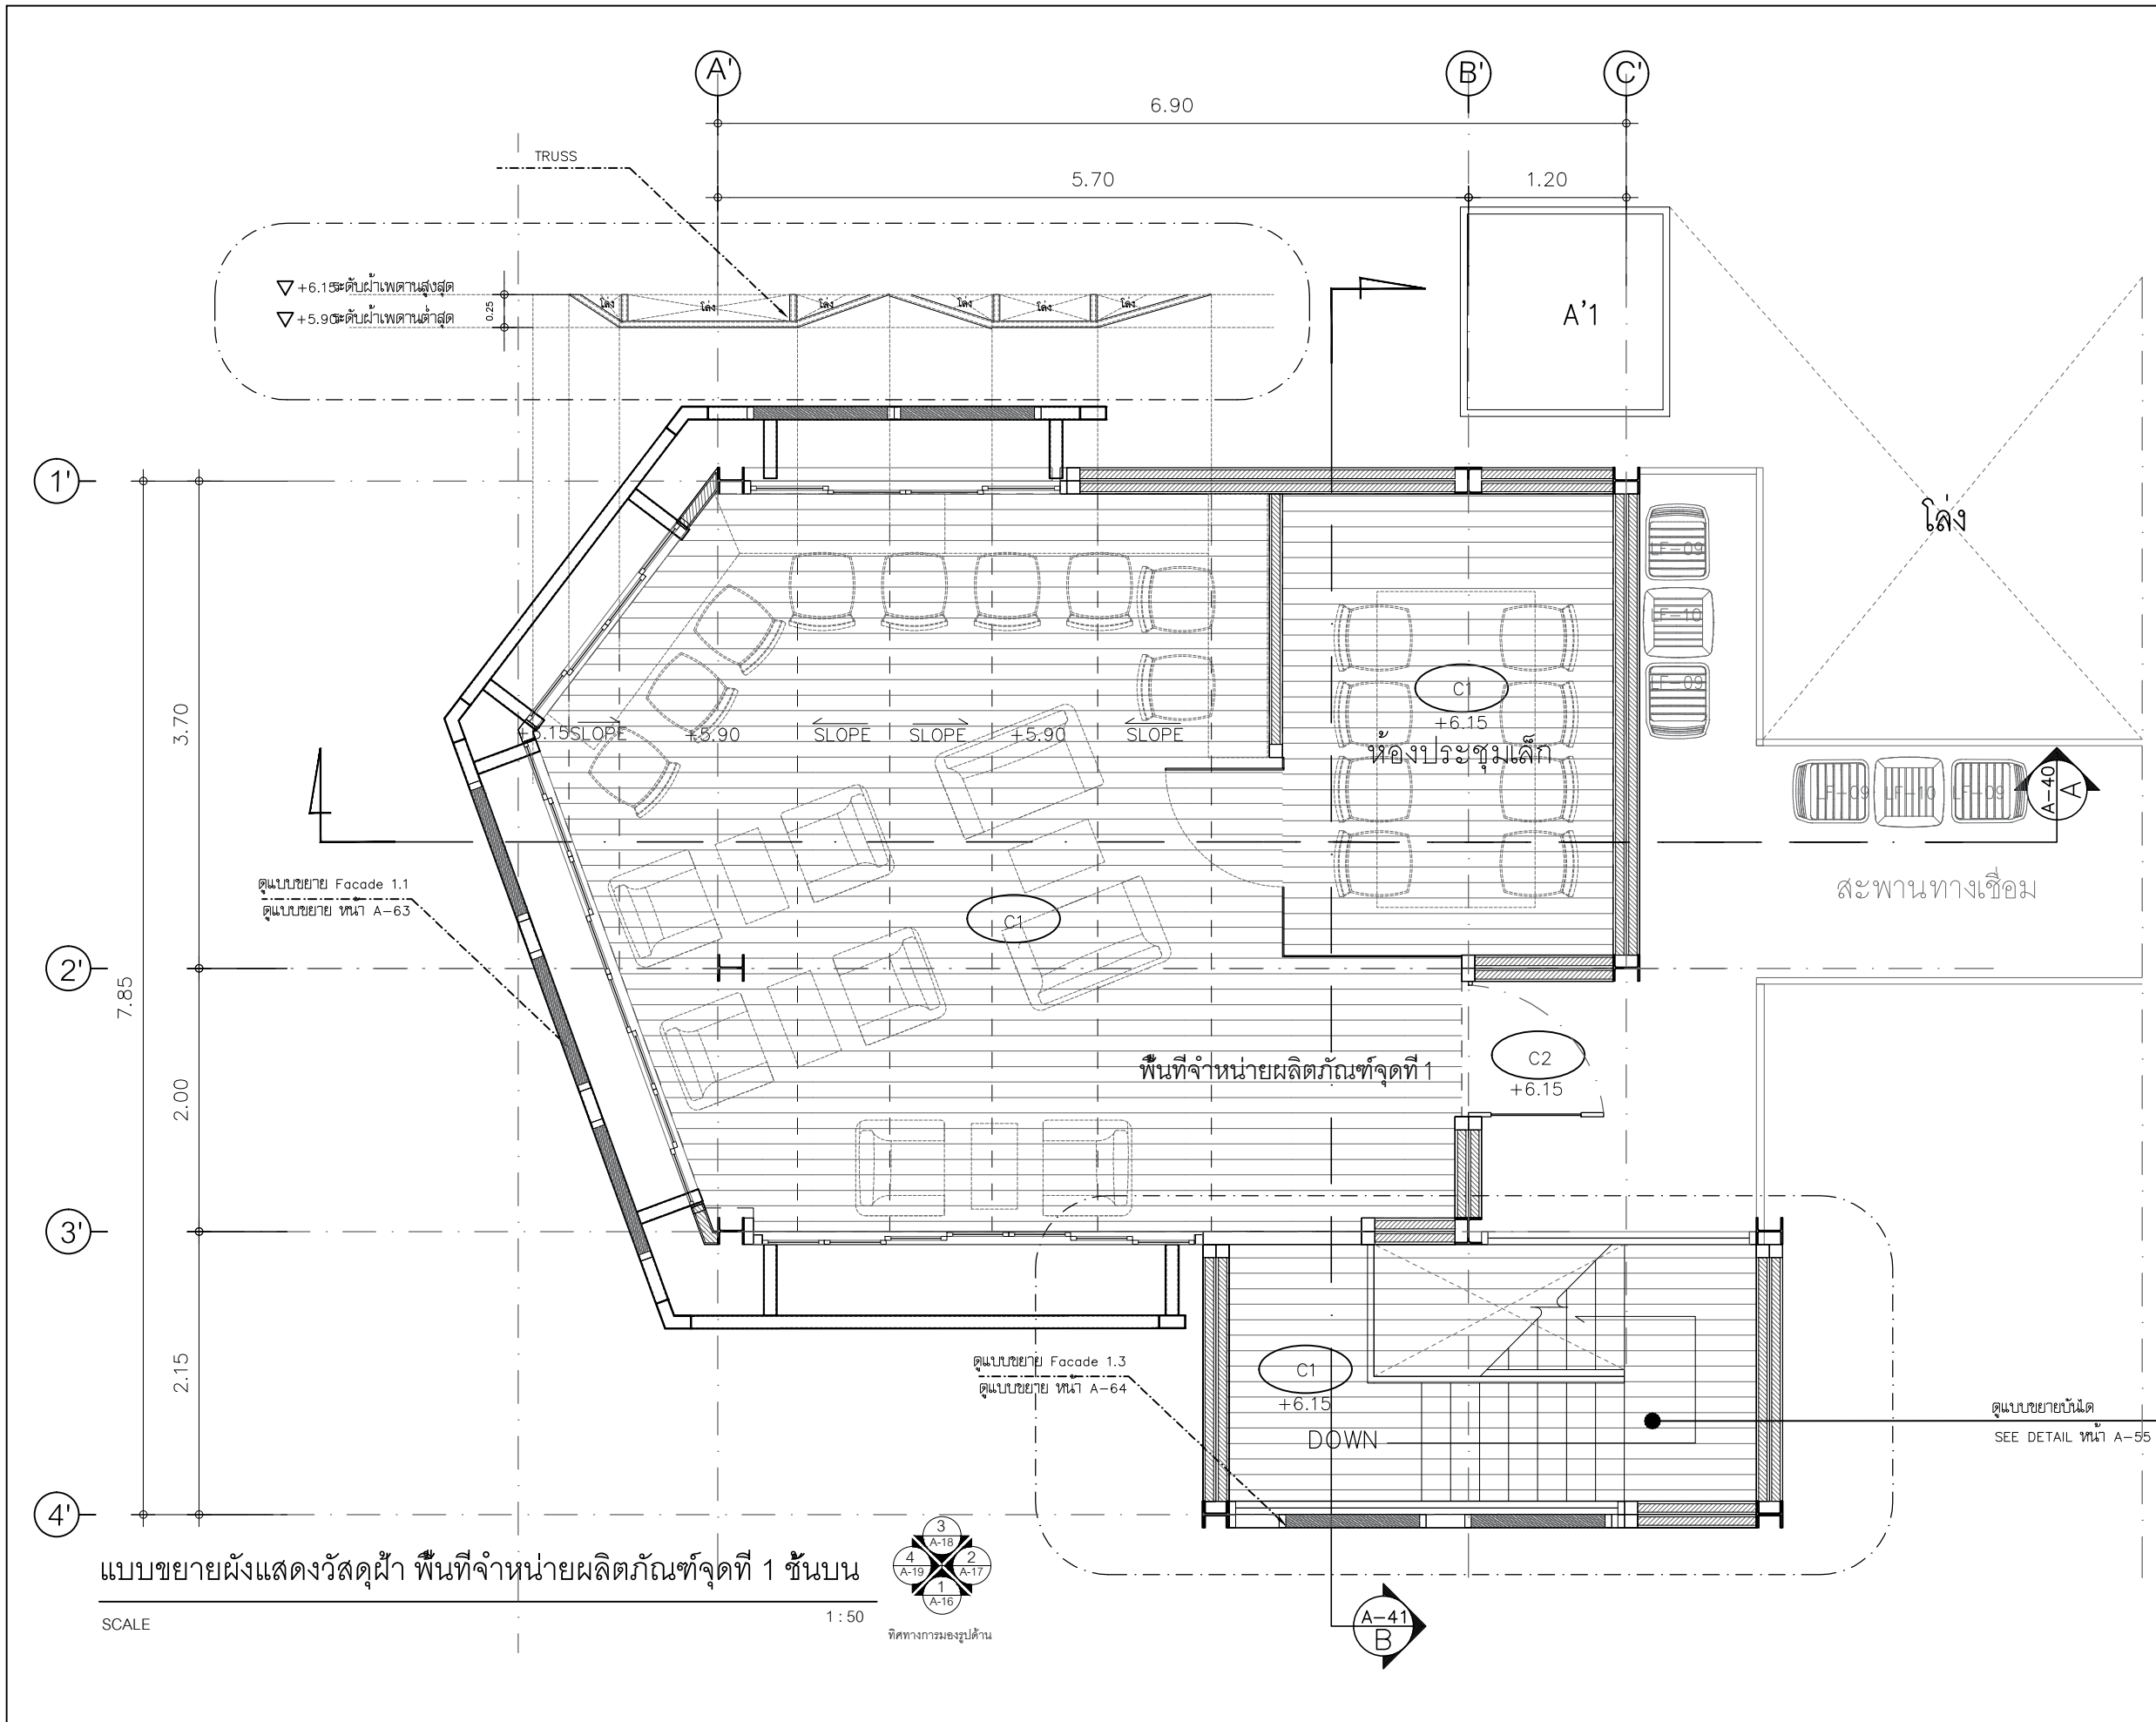 A'
B'
C'
6.90
5.70
1.20
TRUSS
+6.15 ระดับฝ้าเพดานสูงสุด
+5.90 ระดับฝ้าเพดานต่ำสุด
0.25
โล่ง
โล่ง
โล่ง
โล่ง
โล่ง
โล่ง
A'1
1'
โล่ง
LF-09
LF-10
LF-09
C1
+6.15
ห้องประชุมเล็ก
3.70
+6.15
SLOPE
+5.90
SLOPE
SLOPE
+5.90
SLOPE
LF-09
LF-10
LF-09
A-40
A
สะพานทางเชื่อม
ดูแบบขยาย Facade 1.1
ดูแบบขยาย หน้า A-63
C1
2'
7.85
2.00
C2
+6.15
พื้นที่จำหน่ายผลิตภัณฑ์จุดที่ 1
3'
2.15
ดูแบบขยาย Facade 1.3
ดูแบบขยาย หน้า A-64
C1
+6.15
DOWN
ดูแบบขยายบันได
SEE DETAIL หน้า A-55
4'
แบบขยายผังแสดงวัสดุฝ้า พื้นที่จำหน่ายผลิตภัณฑ์จุดที่ 1 ชั้นบน
SCALE
1 : 50
3
A-18
4
A-19
2
A-17
1
A-16
ทิศทางการมองรูปด้าน
A-41
B